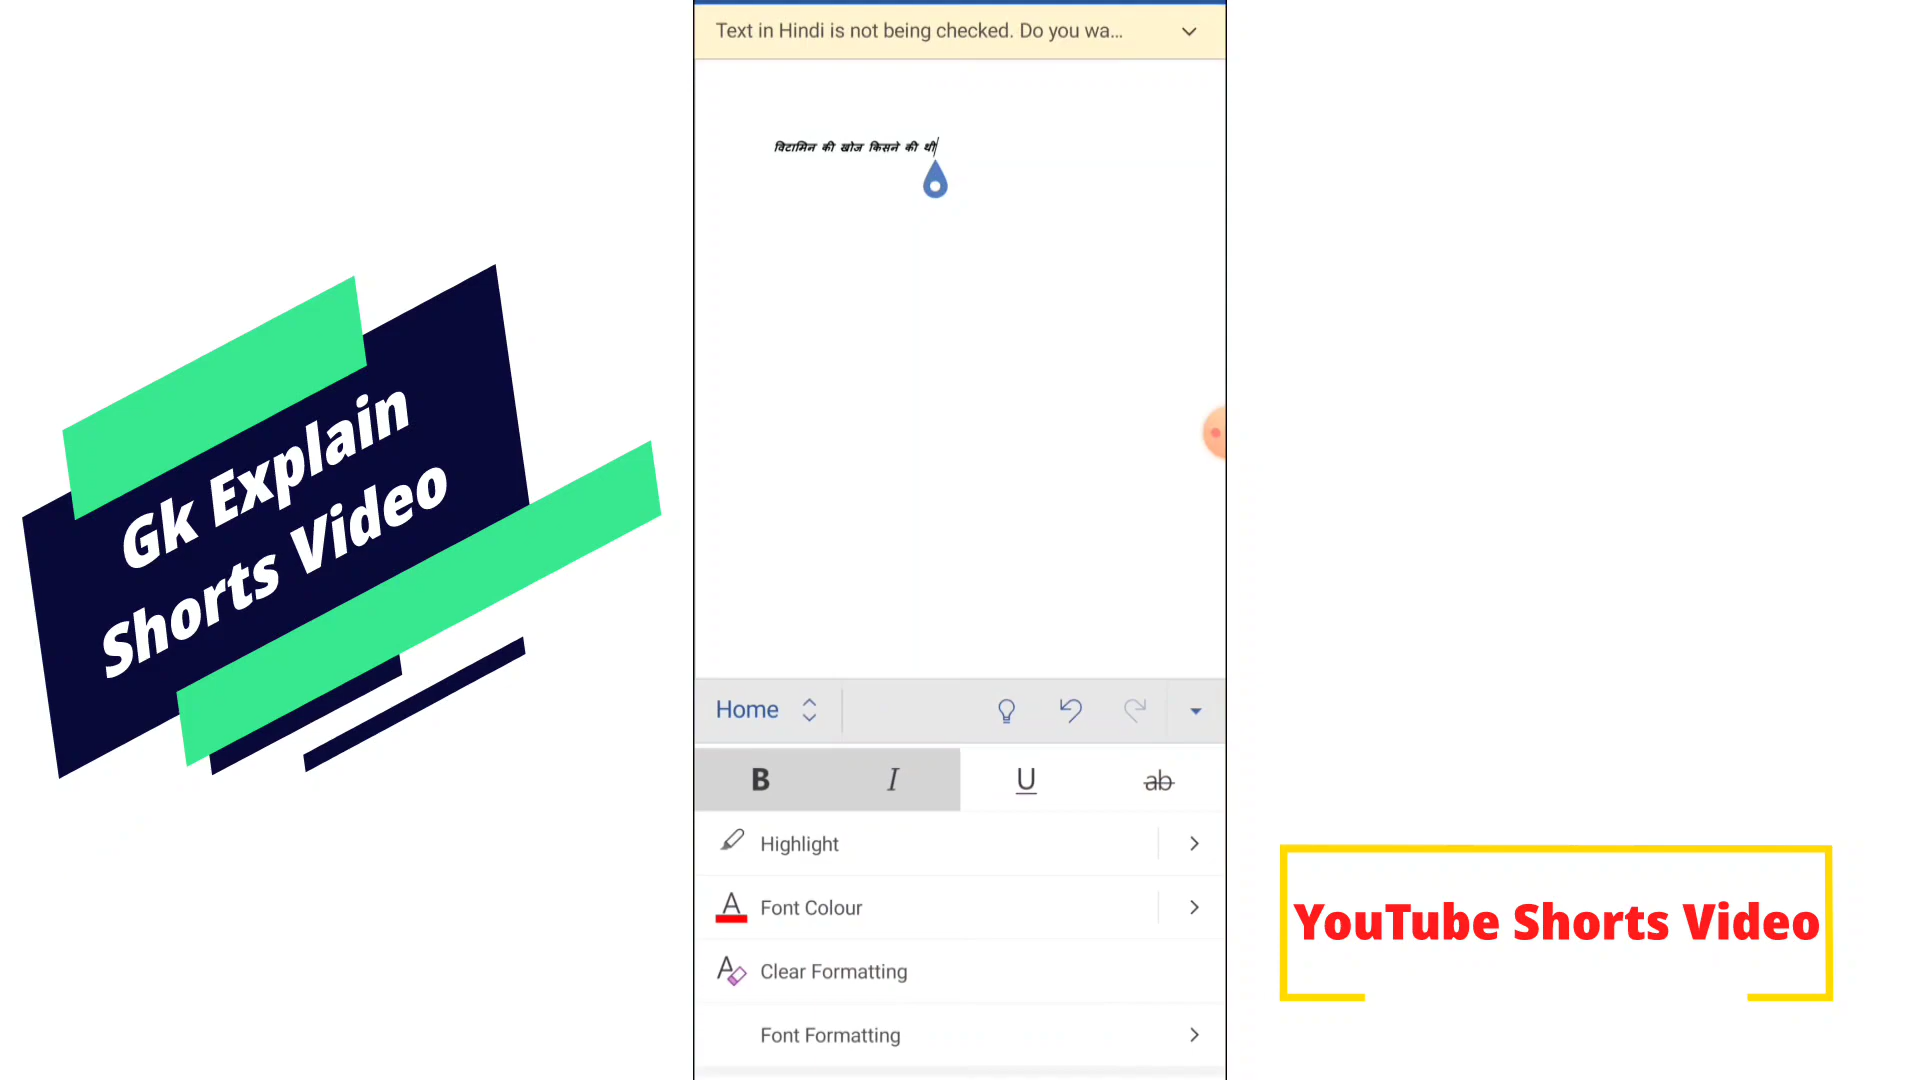 Text in Hindi is not being checked. Do you wa...
विटामिन की खोज किसने की थी
Gk Explain
Shorts Video
Home
B I U ab
Highlight
A Font Colour
A Clear Formatting
Font Formatting
YouTube Shorts Video